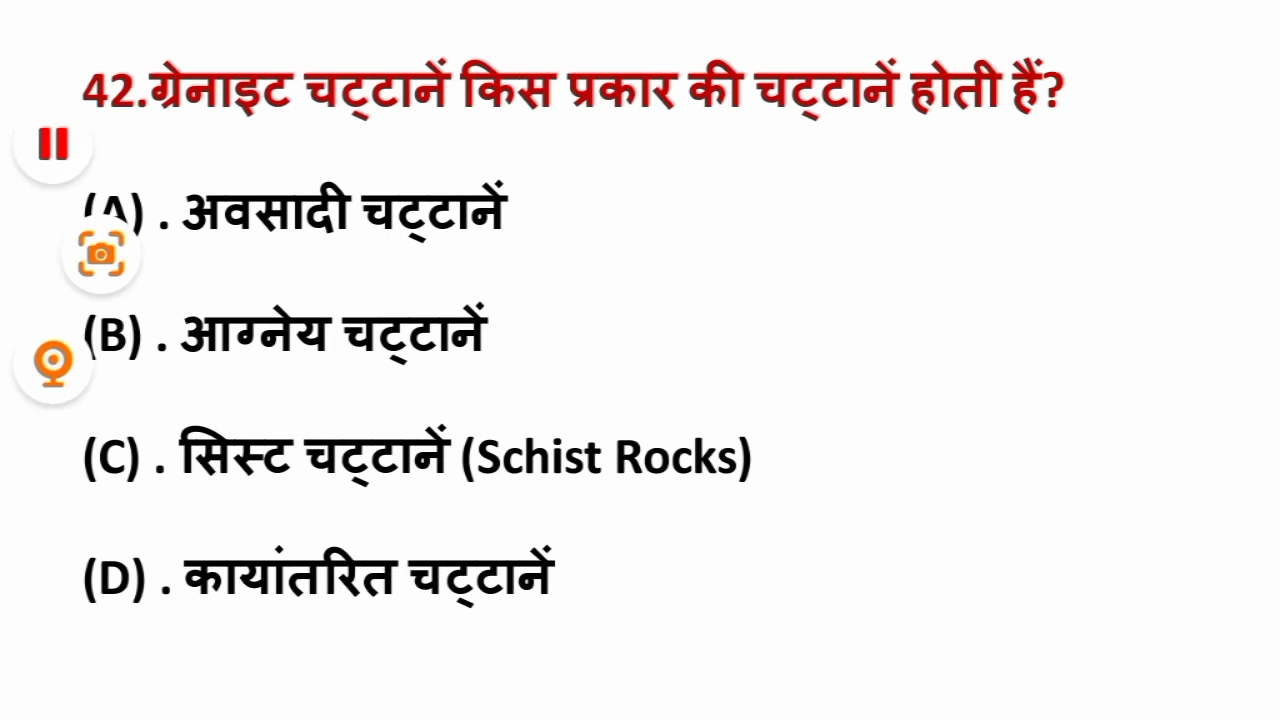 42.ग्रेनाइट चट्टानें किस प्रकार की चट्टानें होती हैं?
(A) . अवसादी चट्टानें
(B) . आग्नेय चट्टानें
(C) . सिस्ट चट्टानें (Schist Rocks)
(D) . कायांतरित चट्टानें